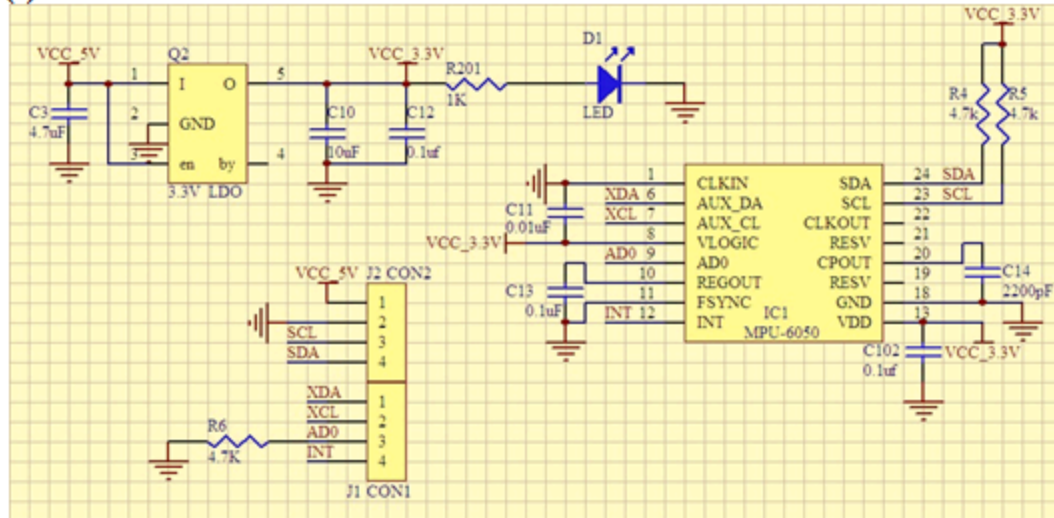 VCC_5V
Q2
VCC_3.3V
D1
VCC_3.3V
1
I
O
5
R201
1K
LED
C3
4.7uF
2
GND
3
en
by
4
3.3V LDO
C10
10uF
C12
0.1uf
R4
4.7k
R5
4.7k
1
CLKIN
SDA
24
SDA
XDA
6
AUX_DA
SCL
23
SCL
XCL
7
AUX_CL
CLKOUT
22
C11
0.01uF
VCC_3.3V
8
VLOGIC
RESV
21
AD0
9
AD0
CPOUT
20
10
REGOUT
RESV
19
C13
0.1uF
11
FSYNC
GND
18
INT
12
INT
VDD
13
IC1
MPU-6050
C14
2200pF
C102
0.1uf
VCC_3.3V
VCC_5V
J2 CON2
1
2
SCL
3
SDA
4
XDA
1
XCL
2
AD0
3
INT
4
R6
4.7K
J1 CON1